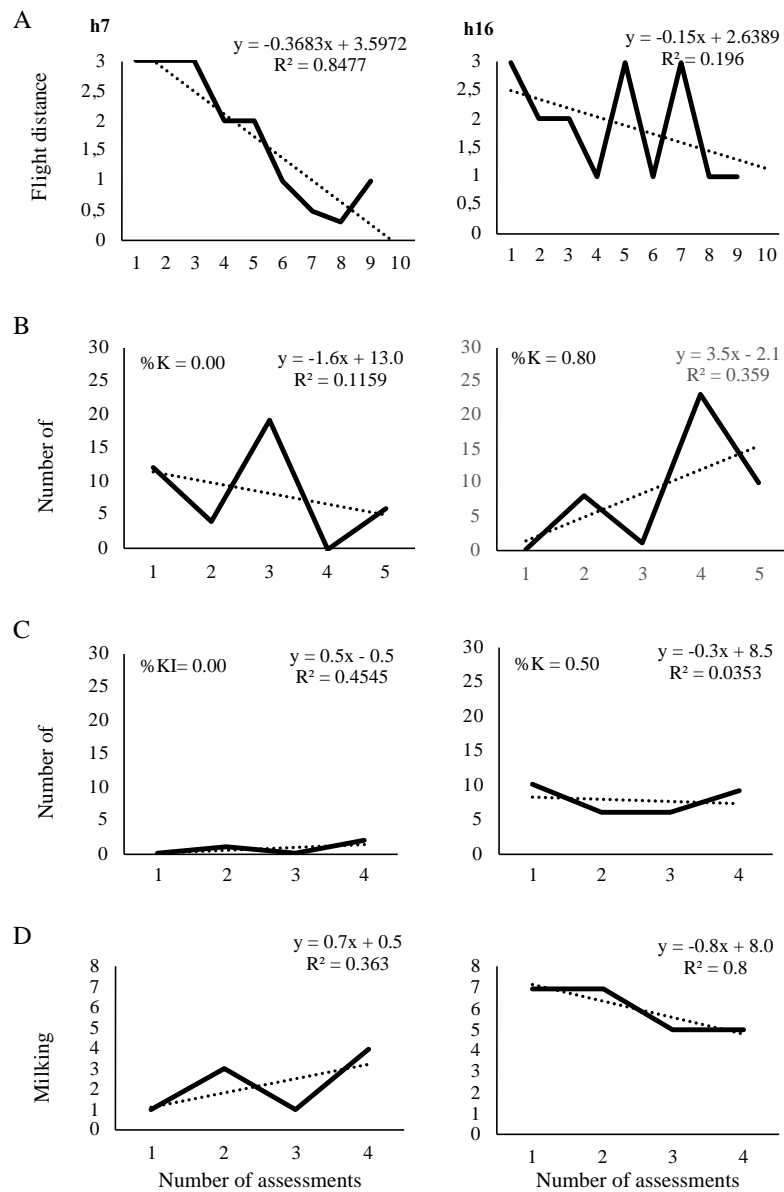 A
h7
y = -0.3683x + 3.5972
R² = 0.8477
Flight distance
3
2,5
2
1,5
1
0,5
0
1 2 3 4 5 6 7 8 9 10
h16
y = -0.15x + 2.6389
R² = 0.196
3
2,5
2
1,5
1
0,5
0
1 2 3 4 5 6 7 8 9 10
B
%K = 0.00
y = -1.6x + 13.0
R² = 0.1159
Number of
30
25
20
15
10
5
0
1 2 3 4 5
%K = 0.80
y = 3.5x - 2.1
R² = 0.359
30
25
20
15
10
5
0
1 2 3 4 5
C
%KI= 0.00
y = 0.5x - 0.5
R² = 0.4545
Number of
30
25
20
15
10
5
0
1 2 3 4
%K = 0.50
y = -0.3x + 8.5
R² = 0.0353
30
25
20
15
10
5
0
1 2 3 4
D
y = 0.7x + 0.5
R² = 0.363
Milking
8
7
6
5
4
3
2
1
0
1 2 3 4
Number of assessments
y = -0.8x + 8.0
R² = 0.8
8
7
6
5
4
3
2
1
0
1 2 3 4
Number of assessments